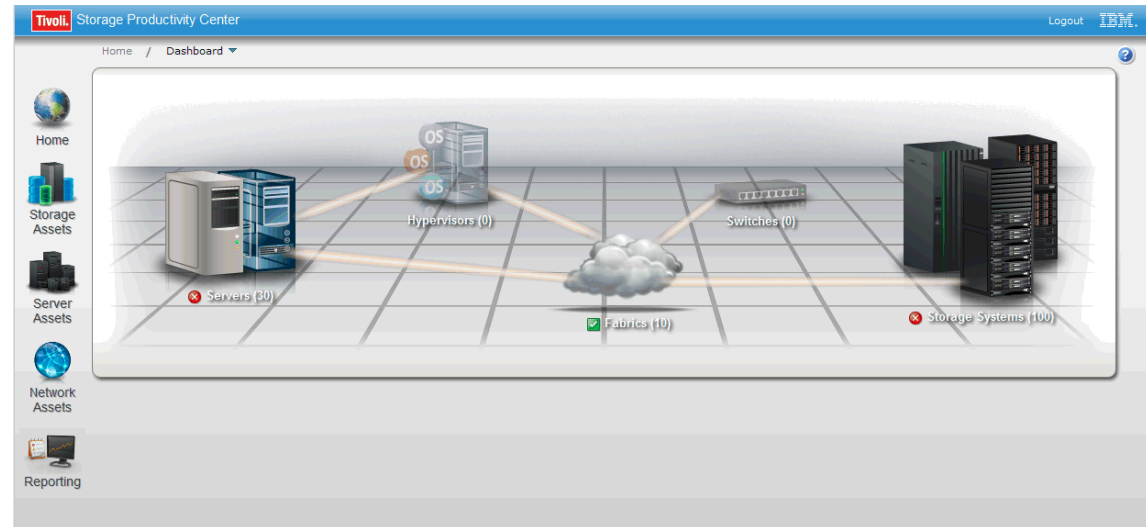 Tivoli. Storage Productivity Center
Logout IBM.
Home / Dashboard
?
Home
Storage
Assets
Server
Assets
Network
Assets
Reporting
OS
OS
OS
Hypervisors (0)
Switches (0)
Servers (30)
Fabrics (10)
Storage Systems (100)